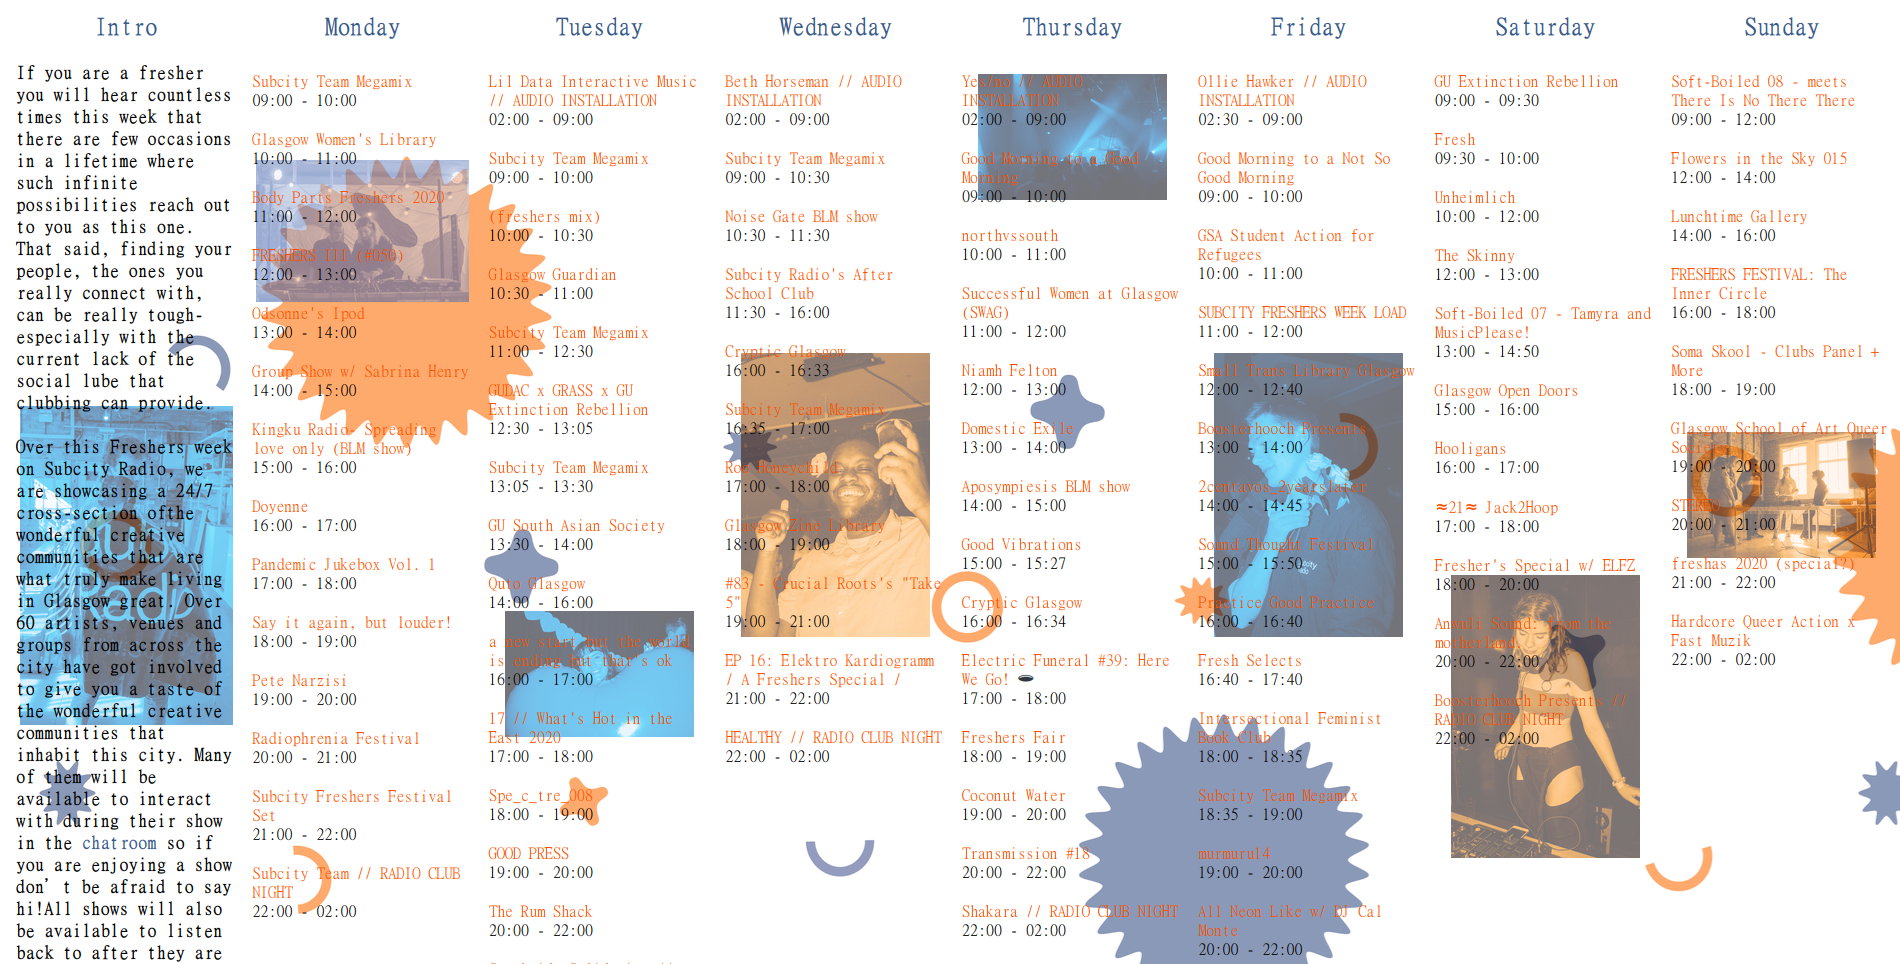 Intro
If you are a fresher
you will hear countless
times this week that
there are few occasions
in a lifetime where
such infinite
possibilities reach out
to you as this one.
That said, finding your
people, the ones you
really connect with,
can be really tough-
especially with the
current lack of the
social lube that
clubbing can provide.
Over this Freshers week
on Subcity Radio, we
are showcasing a 24/7
cross-section ofthe
wonderful creative
communities that are
what truly make living
in Glasgow great. Over
60 artists, venues and
groups from across the
city have got involved
to give you a taste of
the wonderful creative
communities that
inhabit this city. Many
of them will be
available to interact
with during their show
in the chatroom so if
you are enjoying a show
don't be afraid to say
hi!All shows will also
be available to listen
back to after they are
Monday
Subcity Team Megamix
09:00 - 10:00
Glasgow Women's Library
10:00 - 11:00
Body Parts Freshers 2020
11:00 - 12:00
FRESHERS 111 (#050)
12:00 - 13:00
Odsonne's Ipod
13:00 - 14:00
Group Show w/ Sabrina Henry
14:00 - 15:00
Kingku Radio- Spreading
love only (BLM show)
15:00 - 16:00
Doyenne
16:00 - 17:00
Pandemic Jukebox Vol. 1
17:00 - 18:00
Say it again, but louder!
18:00 - 19:00
Pete Narzisi
19:00 - 20:00
Radiophrenia Festival
20:00 - 21:00
Subcity Freshers Festival
Set
21:00 - 22:00
Subcity Team // RADIO CLUB
NIGHT
22:00 - 02:00
Tuesday
Lil Data Interactive Music
// AUDIO INSTALLATION
02:00 - 09:00
Subcity Team Megamix
09:00 - 10:00
(freshers mix)
10:00 - 10:30
Glasgow Guardian
10:30 - 11:00
Subcity Team Megamix
11:00 - 12:30
GUDAC x GRASS x GU
Extinction Rebellion
12:30 - 13:05
Subcity Team Megamix
13:05 - 13:30
GU South Asian Society
13:30 - 14:00
Quto Glasgow
14:00 - 16:00
a new start but the world
is ending but that's ok
16:00 - 17:00
17 // What's Hot in the
East 2020
17:00 - 18:00
Spe_c_tre_008
18:00 - 19:00
GOOD PRESS
19:00 - 20:00
The Rum Shack
20:00 - 22:00
Wednesday
Beth Horseman // AUDIO
INSTALLATION
02:00 - 09:00
Subcity Team Megamix
09:00 - 10:30
Noise Gate BLM show
10:30 - 11:30
Subcity Radio's After
School Club
11:30 - 16:00
Cryptic Glasgow
16:00 - 16:33
Subcity Team Megamix
16:35 - 17:00
Roo Honeychild
17:00 - 18:00
Glasgow Zine Library
18:00 - 19:00
#83 - Crucial Roots's "Take
5"
19:00 - 21:00
EP 16: Elektro Kardiogramm
/ A Freshers Special /
21:00 - 22:00
HEALTHY // RADIO CLUB NIGHT
22:00 - 02:00
Thursday
Yes/no // AUDIO
INSTALLATION
02:00 - 09:00
Good Morning to a Good
Morning
09:00 - 10:00
northvssouth
10:00 - 11:00
Successful Women at Glasgow
(SWAG)
11:00 - 12:00
Niamh Felton
12:00 - 13:00
Domestic Exile
13:00 - 14:00
Aposympiesis BLM show
14:00 - 15:00
Good Vibrations
15:00 - 15:27
Cryptic Glasgow
16:00 - 16:34
Electric Funeral #39: Here
We Go! 🕳
17:00 - 18:00
Freshers Fair
18:00 - 19:00
Coconut Water
19:00 - 20:00
Transmission #18
20:00 - 22:00
Shakara // RADIO CLUB NIGHT
22:00 - 02:00
Friday
Ollie Hawker // AUDIO
INSTALLATION
02:30 - 09:00
Good Morning to a Not So
Good Morning
09:00 - 10:00
GSA Student Action for
Refugees
10:00 - 11:00
SUBCITY FRESHERS WEEK LOAD
11:00 - 12:00
Small Trans Library Glasgow
12:00 - 12:40
Boosterhooch Presents
13:00 - 14:00
2centavos_2yearslater
14:00 - 14:45
Sound Thought Festival
15:00 - 15:50
Practice Good Practice
16:00 - 16:40
Fresh Selects
16:40 - 17:40
Intersectional Feminist
Book Club
18:00 - 18:35
Subcity Team Megamix
18:35 - 19:00
murmuru14
19:00 - 20:00
All Neon Like w/ DJ Cal
Monte
20:00 - 22:00
Saturday
GU Extinction Rebellion
09:00 - 09:30
Fresh
09:30 - 10:00
Unheimlich
10:00 - 12:00
The Skinny
12:00 - 13:00
Soft-Boiled 07 - Tamyra and
MusicPlease!
13:00 - 14:50
Glasgow Open Doors
15:00 - 16:00
Hooligans
16:00 - 17:00
≈21≈ Jack2Hoop
17:00 - 18:00
Fresher's Special w/ ELFZ
18:00 - 20:00
Anwuli Sound: from the
motherland
20:00 - 22:00
Boosterhooch Presents //
RADIO CLUB NIGHT
22:00 - 02:00
Sunday
Soft-Boiled 08 - meets
There Is No There There
09:00 - 12:00
Flowers in the Sky 015
12:00 - 14:00
Lunchtime Gallery
14:00 - 16:00
FRESHERS FESTIVAL: The
Inner Circle
16:00 - 18:00
Soma Skool - Clubs Panel +
More
18:00 - 19:00
Glasgow School of Art Queer
Society
19:00 - 20:00
STEREO
20:00 - 21:00
freshas 2020 (special?)
21:00 - 22:00
Hardcore Queer Action x
Fast Muzik
22:00 - 02:00